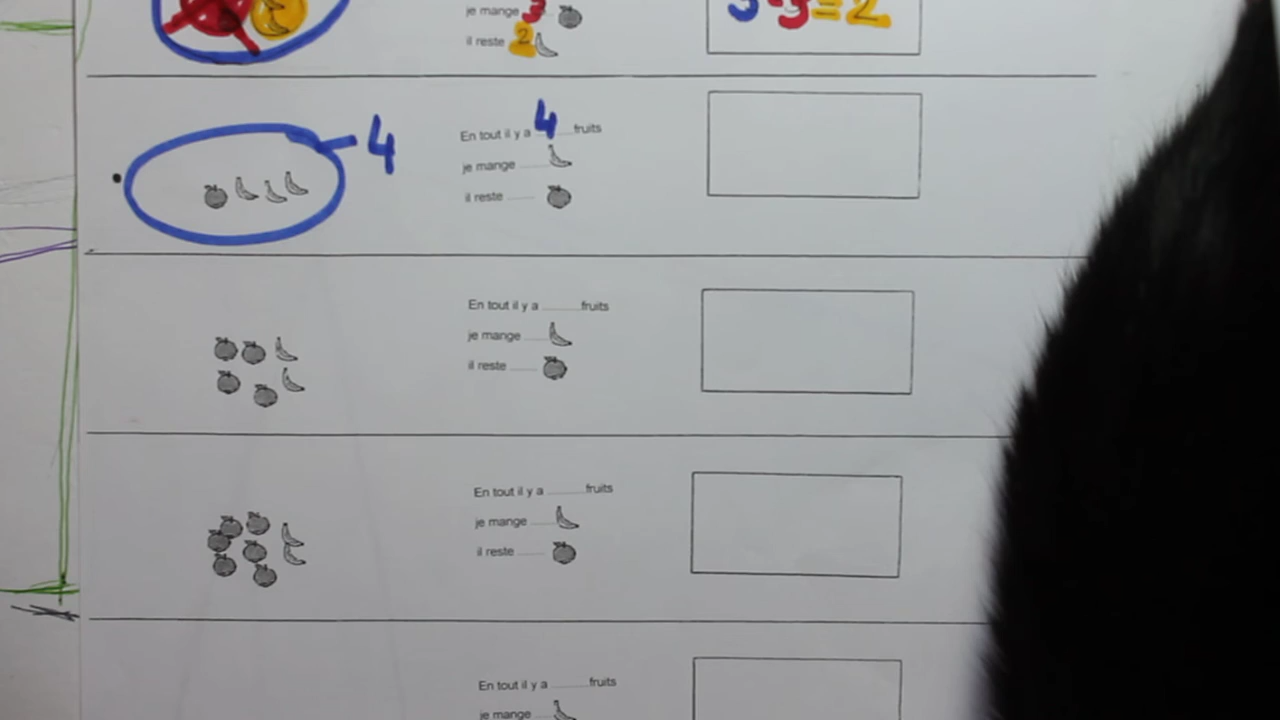 je mange 3
il reste 2
5-3=2
4
En tout il y a 4 fruits
je mange ......
il reste ......
En tout il y a ......... fruits
je mange ......
il reste ......
En tout il y a ......... fruits
je mange ......
il reste ......
En tout il y a ......... fruits
je mange ......